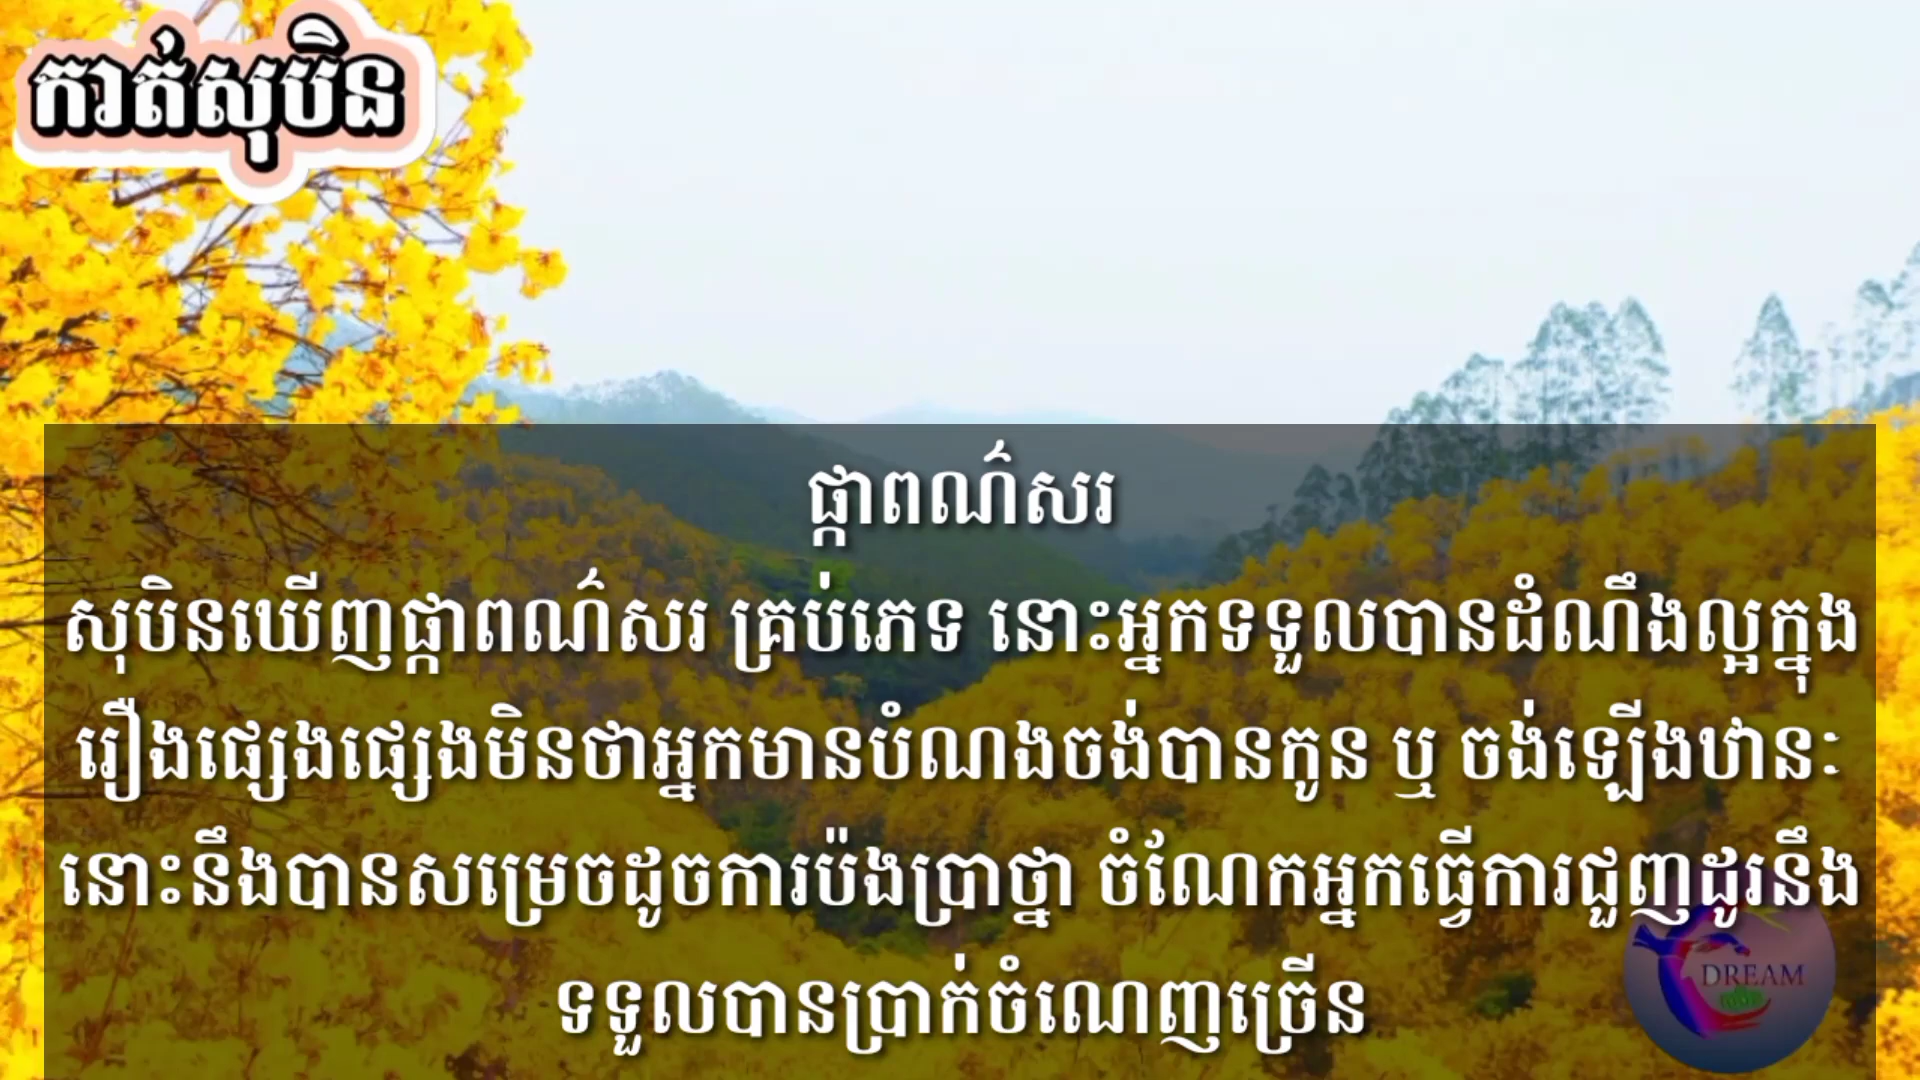 កាត់សុបិន
ផ្កាពណ៌សរ
សុបិនឃើញផ្កាពណ៌សរ គ្រប់ភេទ នោះអ្នកទទួលបានដំណឹងល្អក្នុង
រឿងផ្សេងផ្សេងមិនថាអ្នកមានបំណងចង់បានកូន ឬ ចង់ឡើងឋានៈ
នោះនឹងបានសម្រេចដូចការប៉ងប្រាថ្នា ចំណែកអ្នកធ្វើការជួញដូរនឹង
ទទួលបានប្រាក់ចំណេញច្រើន
DREAM